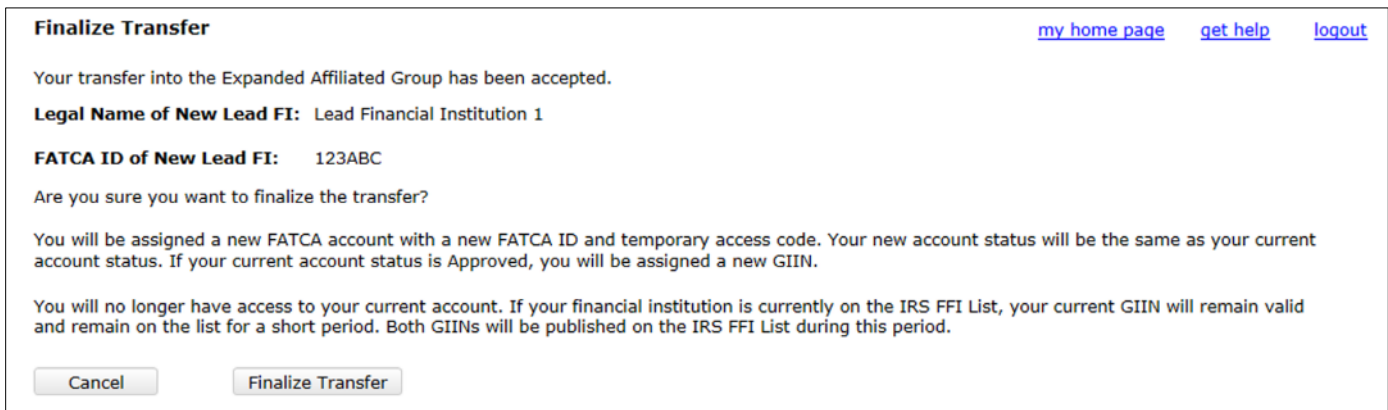 Finalize Transfer my home page get help logout
Your transfer into the Expanded Affiliated Group has been accepted.
Legal Name of New Lead FI: Lead Financial Institution 1
FATCA ID of New Lead FI: 123ABC
Are you sure you want to finalize the transfer?
You will be assigned a new FATCA account with a new FATCA ID and temporary access code. Your new account status will be the same as your current
account status. If your current account status is Approved, you will be assigned a new GIIN.
You will no longer have access to your current account. If your financial institution is currently on the IRS FFI List, your current GIIN will remain valid
and remain on the list for a short period. Both GIINs will be published on the IRS FFI List during this period.
Cancel Finalize Transfer